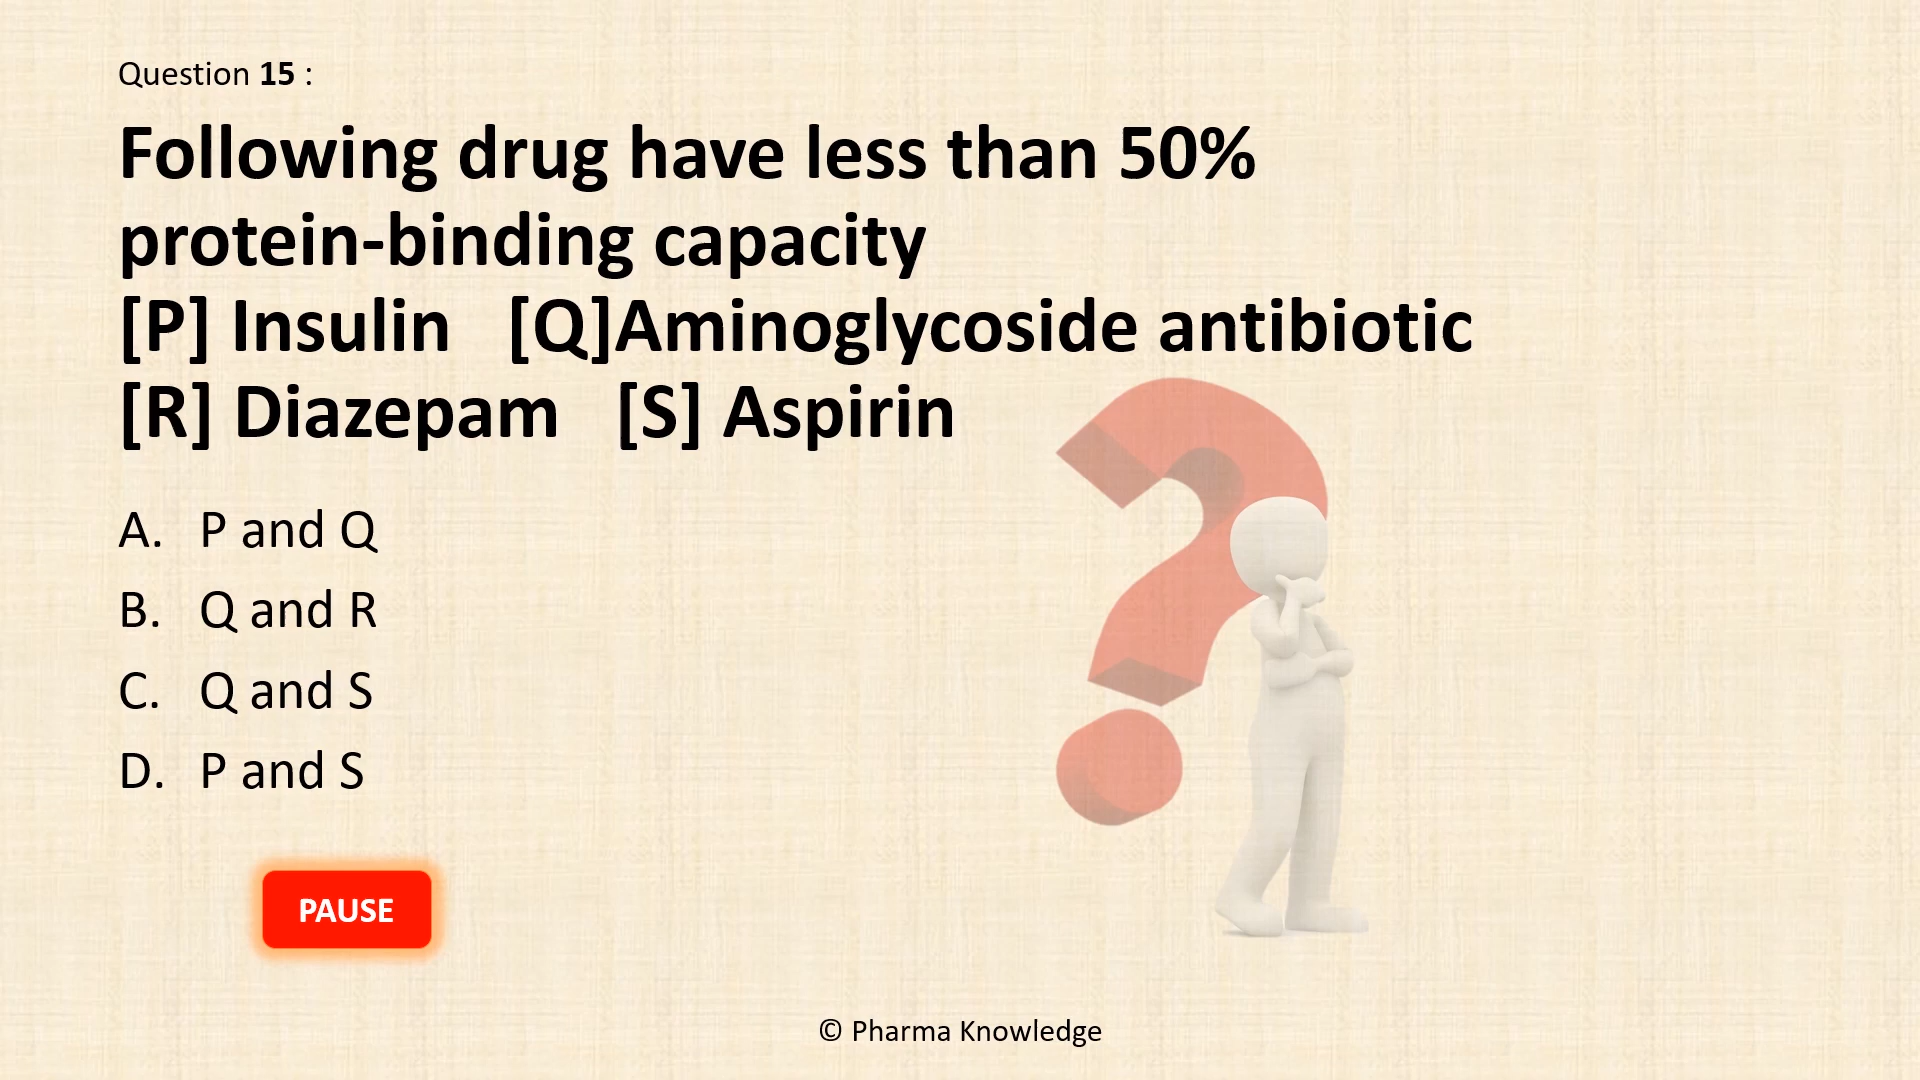 Question 15 :
Following drug have less than 50%
protein-binding capacity
[P] Insulin [Q]Aminoglycoside antibiotic
[R] Diazepam [S] Aspirin
A. P and Q
B. Q and R
C. Q and S
D. P and S
PAUSE
© Pharma Knowledge